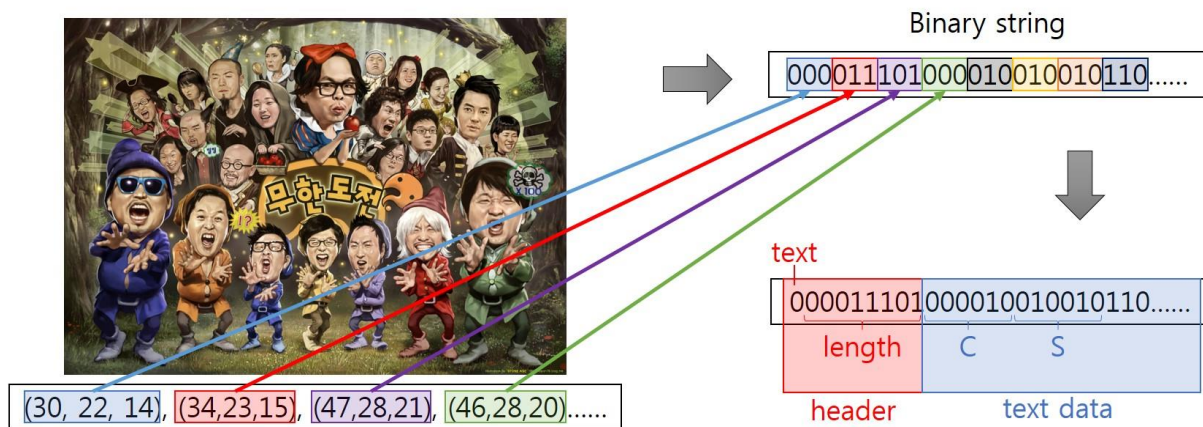 Binary string
000011101000010010010110......
무한도전
X 100
!?
text
000011101000010010010110......
length
C
S
header
text data
(30, 22, 14), (34,23,15), (47,28,21), (46,28,20)......